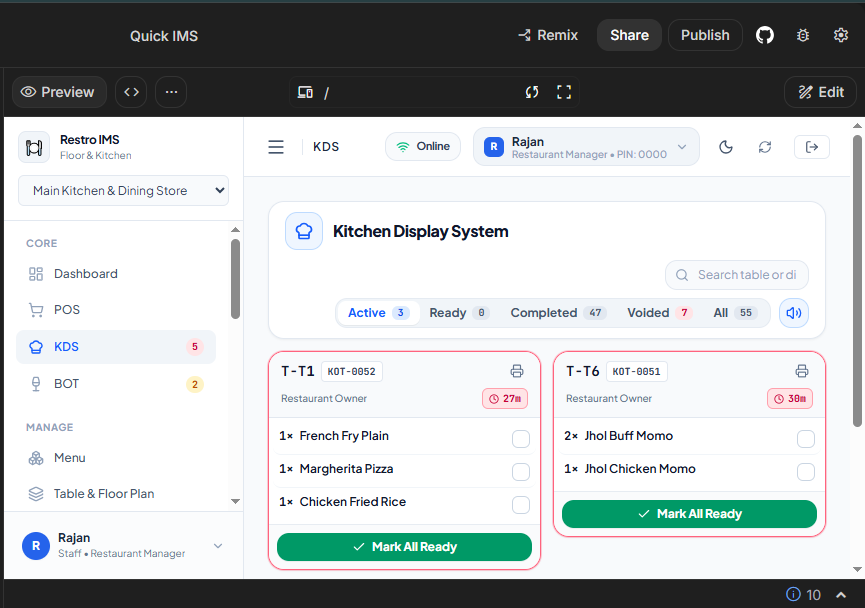 Quick IMS
Remix
Share
Publish
Preview
/
Edit
Restro IMS
Floor & Kitchen
Main Kitchen & Dining Store
CORE
Dashboard
POS
KDS 5
BOT 2
MANAGE
Menu
Table & Floor Plan
R
Rajan
Staff • Restaurant Manager
KDS
Online
R
Rajan
Restaurant Manager • PIN: 0000
Kitchen Display System
Search table or di
Active 3
Ready 0
Completed 47
Voided 7
All 55
T-T1 KOT-0052
Restaurant Owner
27m
1× French Fry Plain
1× Margherita Pizza
1× Chicken Fried Rice
Mark All Ready
T-T6 KOT-0051
Restaurant Owner
30m
2× Jhol Buff Momo
1× Jhol Chicken Momo
Mark All Ready
10